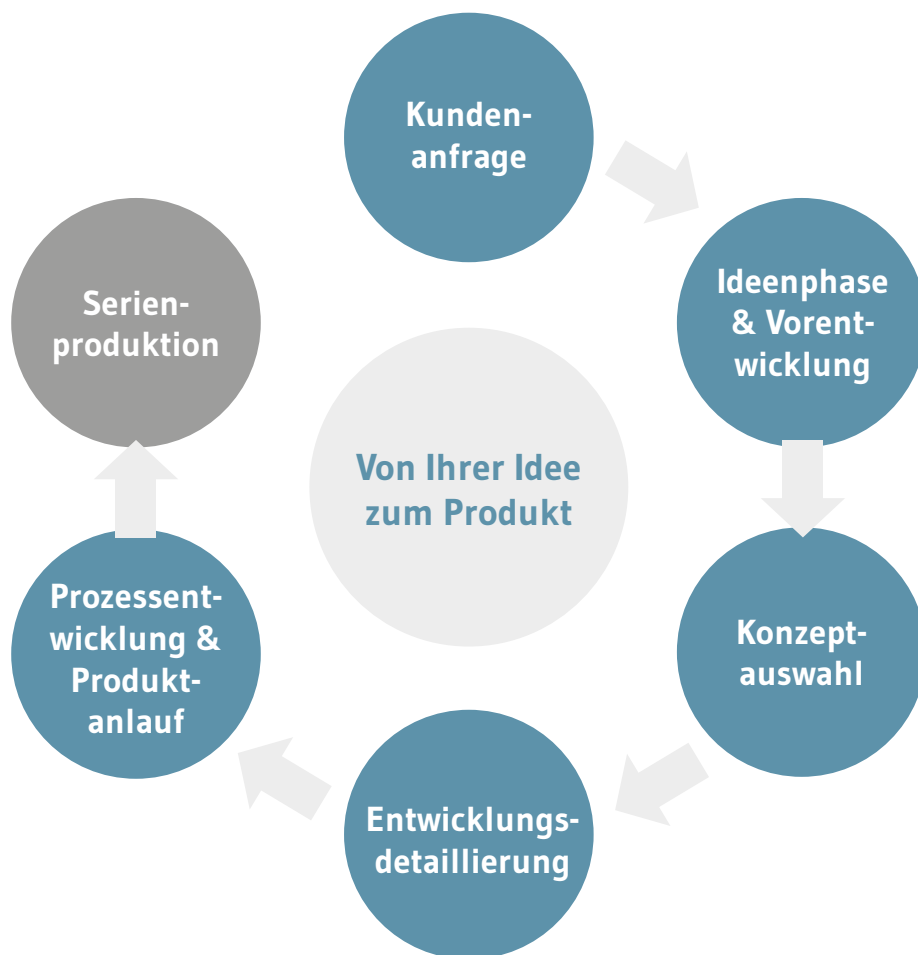 Kunden-
anfrage
Ideenphase
& Vorent-
wicklung
Konzept-
auswahl
Entwicklungs-
detaillierung
Prozessent-
wicklung &
Produkt-
anlauf
Serien-
produktion
Von Ihrer Idee
zum Produkt